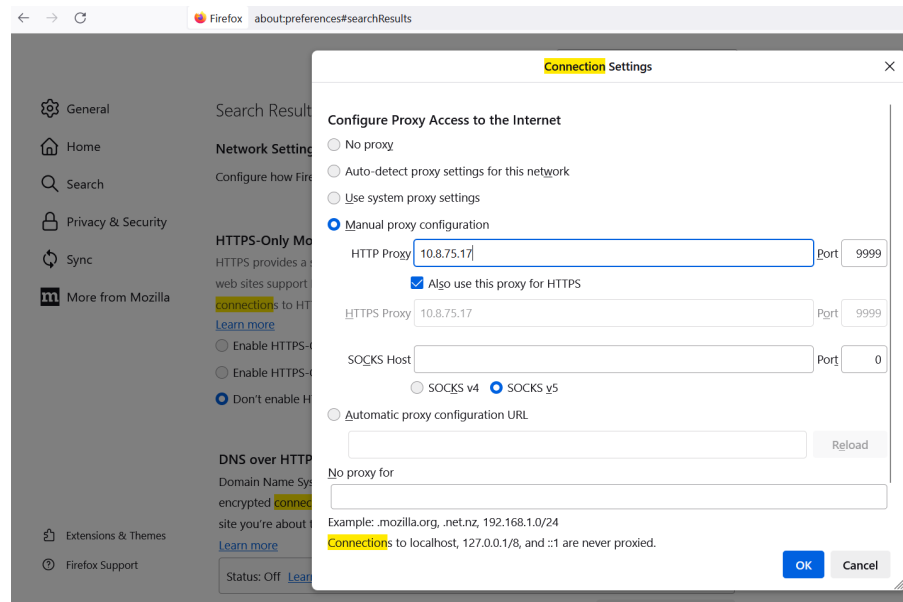 Firefox about:preferences#searchResults
Connection Settings
General
Home
Search
Privacy & Security
Sync
More from Mozilla
Extensions & Themes
Firefox Support
Search Result
Network Setting
Configure how Fire
HTTPS-Only Mo
HTTPS provides a s
web sites support
connections to HT
Learn more
Enable HTTPS-
Enable HTTPS-
Don't enable H
DNS over HTTP
Domain Name Sys
encrypted connec
site you're about t
Learn more
Status: Off Lear
Configure Proxy Access to the Internet
No proxy
Auto-detect proxy settings for this network
Use system proxy settings
Manual proxy configuration
HTTP Proxy 10.8.75.17 Port 9999
Also use this proxy for HTTPS
HTTPS Proxy 10.8.75.17 Port 9999
SOCKS Host Port 0
SOCKS v4 SOCKS v5
Automatic proxy configuration URL
Reload
No proxy for
Example: .mozilla.org, .net.nz, 192.168.1.0/24
Connections to localhost, 127.0.0.1/8, and ::1 are never proxied.
OK Cancel